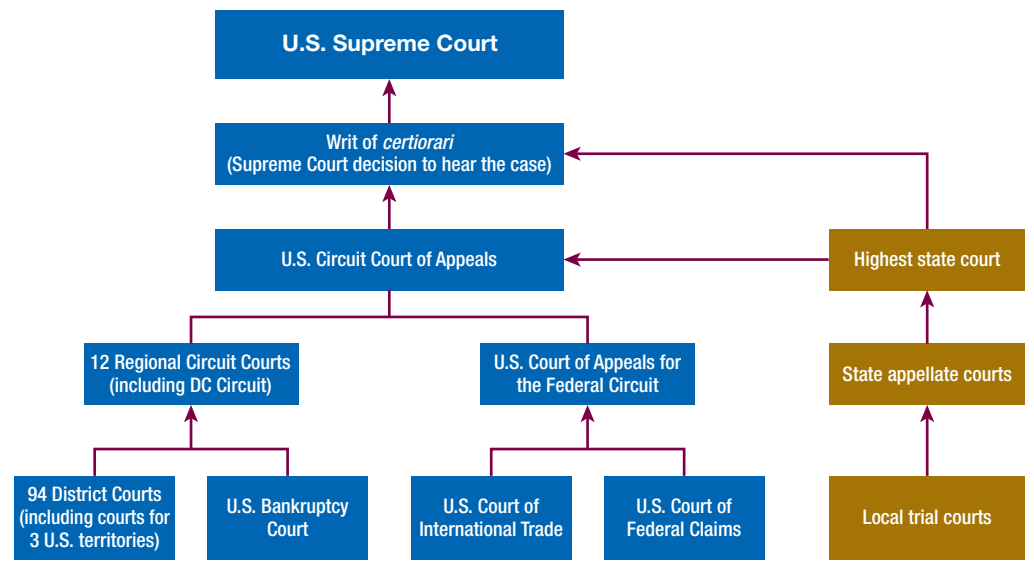 U.S. Supreme Court
Writ of certiorari
(Supreme Court decision to hear the case)
U.S. Circuit Court of Appeals
Highest state court
12 Regional Circuit Courts
(including DC Circuit)
U.S. Court of Appeals for
the Federal Circuit
State appellate courts
94 District Courts
(including courts for
3 U.S. territories)
U.S. Bankruptcy
Court
U.S. Court of
International Trade
U.S. Court of
Federal Claims
Local trial courts